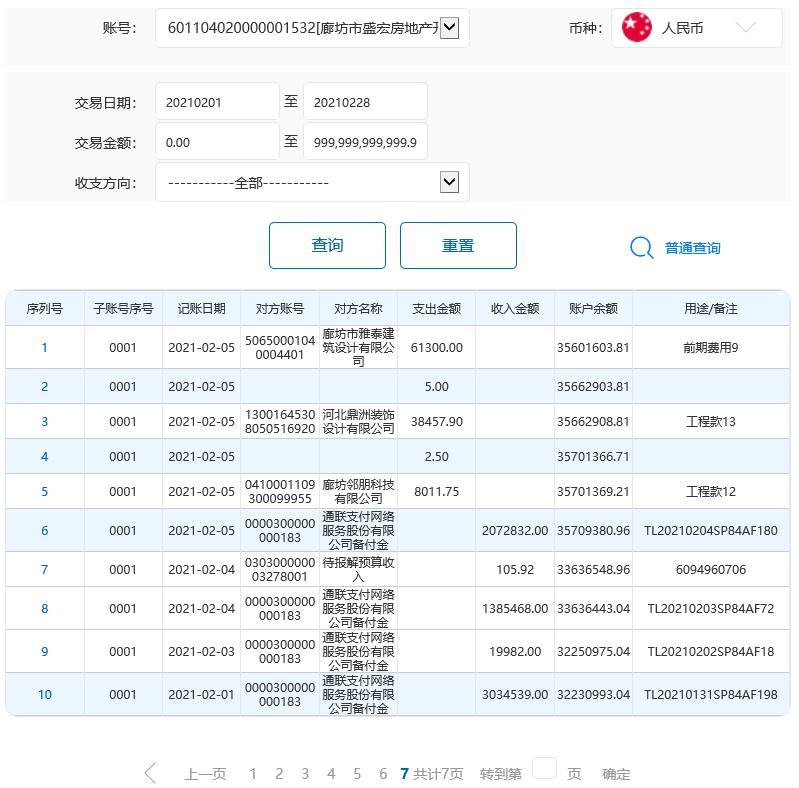 账号： 601104020000001532[廊坊市盛宏房地产开 币种： 人民币
交易日期： 20210201 至 20210228
交易金额： 0.00 至 999,999,999,999.9
收支方向： -----------全部-----------
查询 重置 普通查询
序列号 子账号序号 记账日期 对方账号 对方名称 支出金额 收入金额 账户余额 用途/备注
1 0001 2021-02-05 50650001040004401 廊坊市雅泰建筑设计有限公司 61300.00 35601603.81 前期费用9
2 0001 2021-02-05 5.00 35662903.81
3 0001 2021-02-05 13001645308050516920 河北鼎洲装饰设计有限公司 38457.90 35662908.81 工程款13
4 0001 2021-02-05 2.50 35701366.71
5 0001 2021-02-05 0410001109300099955 廊坊邻朋科技有限公司 8011.75 35701369.21 工程款12
6 0001 2021-02-05 0000300000000183 通联支付网络服务股份有限公司备付金 2072832.00 35709380.96 TL20210204SP84AF180
7 0001 2021-02-04 030300000003278001 待报解预算收入 105.92 33636548.96 6094960706
8 0001 2021-02-04 0000300000000183 通联支付网络服务股份有限公司备付金 1385468.00 33636443.04 TL20210203SP84AF72
9 0001 2021-02-03 0000300000000183 通联支付网络服务股份有限公司备付金 19982.00 32250975.04 TL20210202SP84AF18
10 0001 2021-02-01 0000300000000183 通联支付网络服务股份有限公司备付金 3034539.00 32230993.04 TL20210131SP84AF198
上一页 1 2 3 4 5 6 7 共计7页 转到第 页 确定